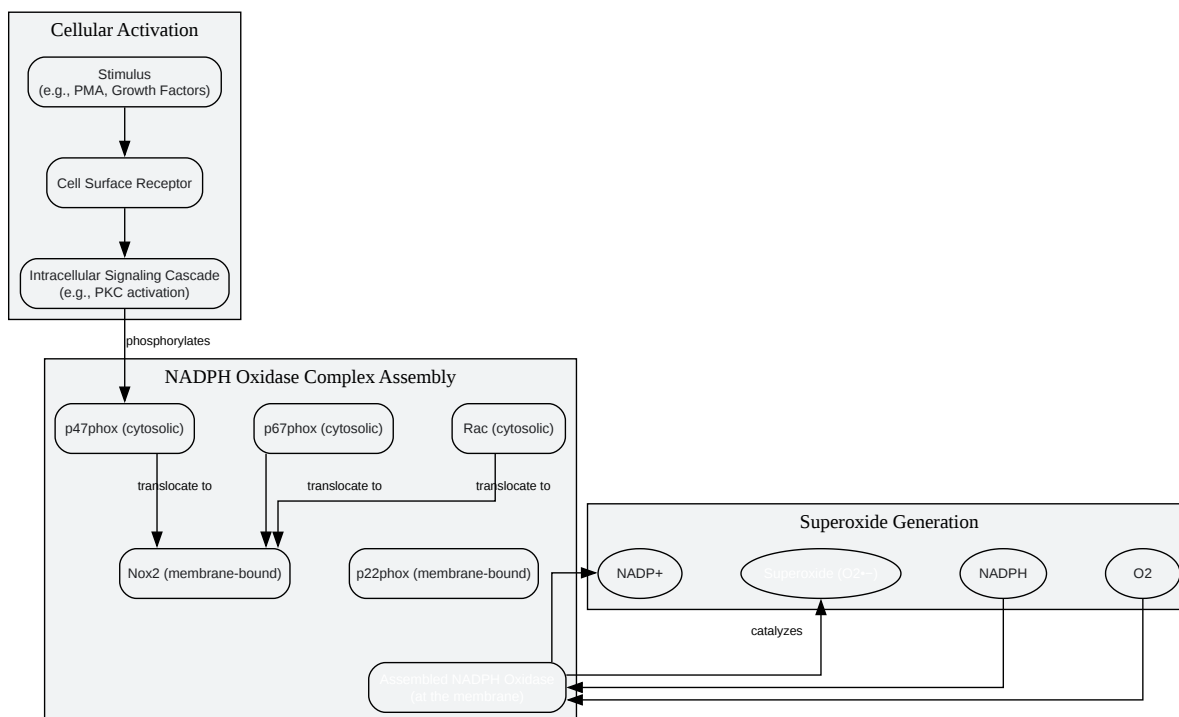 Cellular Activation
Stimulus
(e.g., PMA, Growth Factors)
Cell Surface Receptor
Intracellular Signaling Cascade
(e.g., PKC activation)
phosphorylates
NADPH Oxidase Complex Assembly
p47phox (cytosolic)
p67phox (cytosolic)
Rac (cytosolic)
translocate to
translocate to
translocate to
Nox2 (membrane-bound)
p22phox (membrane-bound)
Superoxide Generation
NADP+
Superoxide (O2←)
NADPH
O2
catalyzes
Assembled NADPH Oxidase
(at the membrane)